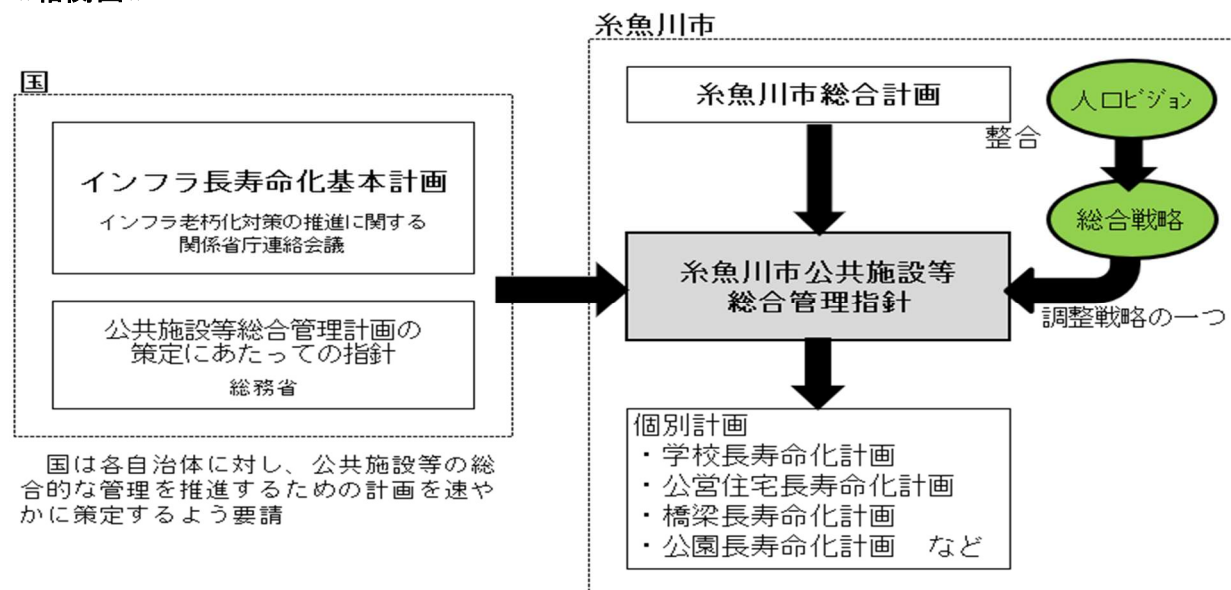 国
インフラ長寿命化基本計画
インフラ老朽化対策の推進に関する
関係省庁連絡会議
公共施設等総合管理計画の
策定にあたっての指針
総務省
国は各自治体に対し、公共施設等の総
合的な管理を推進するための計画を速や
かに策定するよう要請
糸魚川市
糸魚川市総合計画
整合
人口ビジョン
総合戦略
糸魚川市公共施設等
総合管理指針
調整戦略の一つ
個別計画
・学校長寿命化計画
・公営住宅長寿命化計画
・橋梁長寿命化計画
・公園長寿命化計画　など